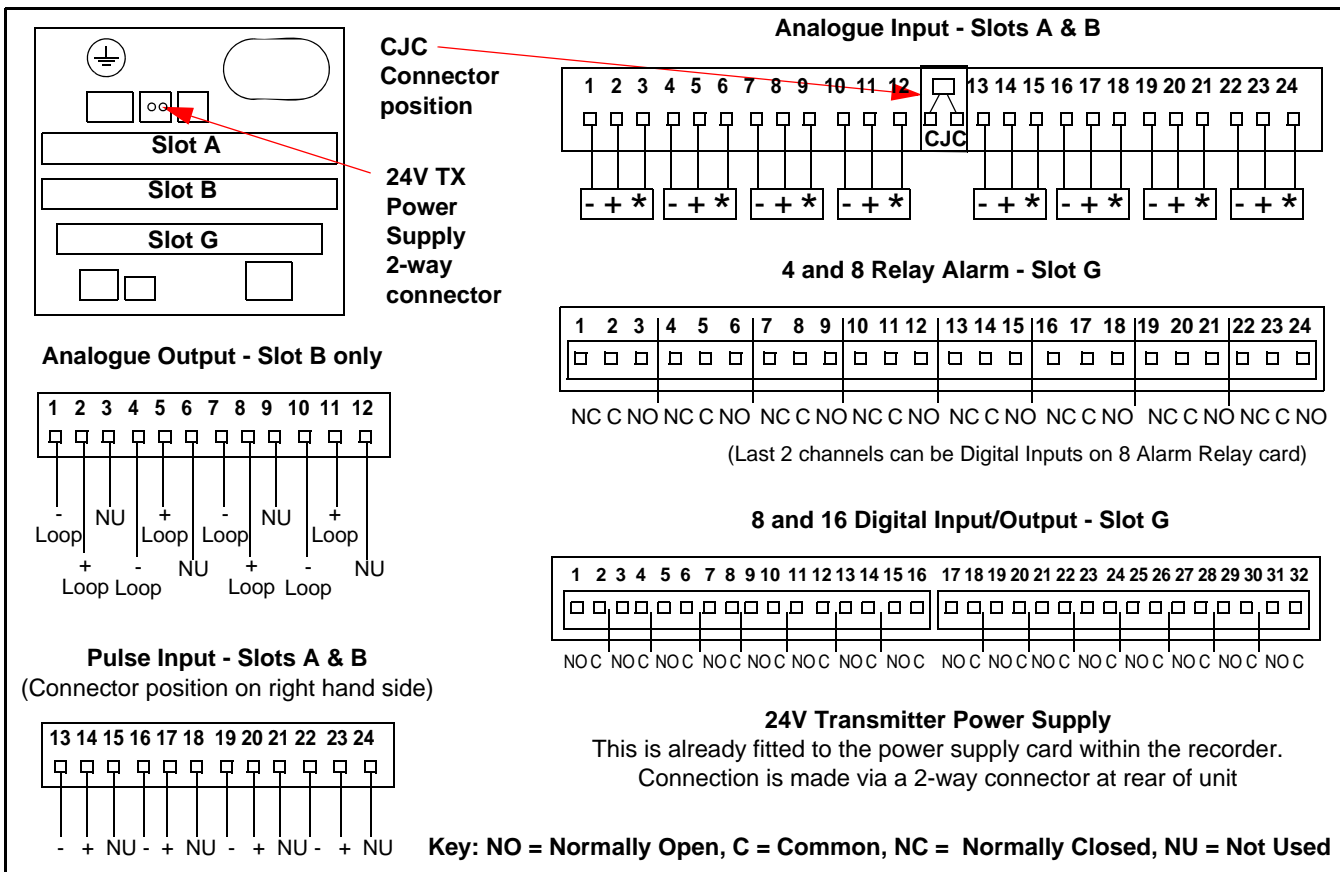 Slot A
Slot B
Slot G
CJC
Connector
position
24V TX
Power
Supply
2-way
connector
Analogue Input - Slots A & B
1 2 3 4 5 6 7 8 9 10 11 12 13 14 15 16 17 18 19 20 21 22 23 24
CJC
- + * - + * - + * - + * - + * - + * - + * - + *
4 and 8 Relay Alarm - Slot G
1 2 3 4 5 6 7 8 9 10 11 12 13 14 15 16 17 18 19 20 21 22 23 24
NC C NO NC C NO NC C NO NC C NO NC C NO NC C NO NC C NO NC C NO
(Last 2 channels can be Digital Inputs on 8 Alarm Relay card)
Analogue Output - Slot B only
1 2 3 4 5 6 7 8 9 10 11 12
- NU + - NU +
Loop Loop Loop Loop
+ - NU + - NU
Loop Loop Loop Loop
8 and 16 Digital Input/Output - Slot G
1 2 3 4 5 6 7 8 9 10 11 12 13 14 15 16 17 18 19 20 21 22 23 24 25 26 27 28 29 30 31 32
NO C NO C NO C NO C NO C NO C NO C NO C NO C NO C NO C NO C NO C NO C NO C NO C
Pulse Input - Slots A & B
(Connector position on right hand side)
13 14 15 16 17 18 19 20 21 22 23 24
- + NU - + NU - + NU - + NU
24V Transmitter Power Supply
This is already fitted to the power supply card within the recorder.
Connection is made via a 2-way connector at rear of unit
Key: NO = Normally Open, C = Common, NC = Normally Closed, NU = Not Used